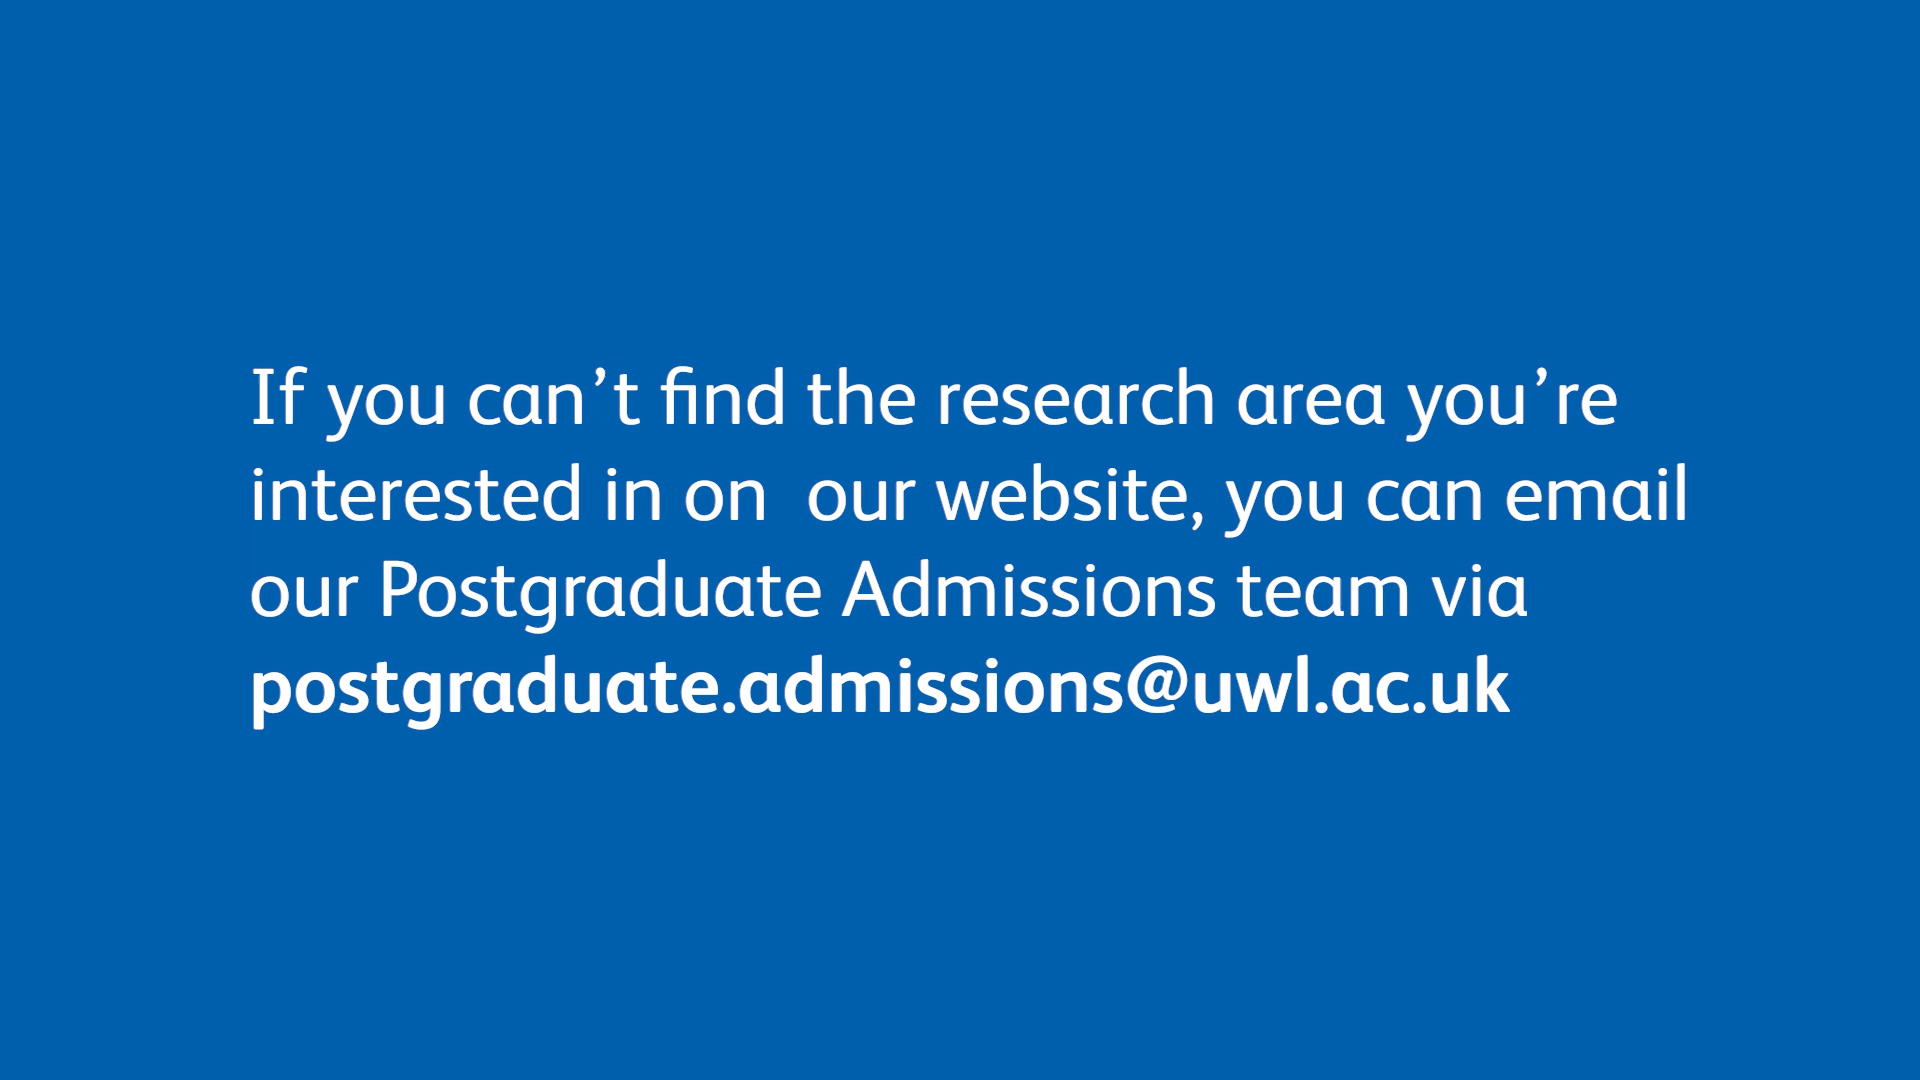 If you can’t find the research area you’re
interested in on  our website, you can email
our Postgraduate Admissions team via
postgraduate.admissions@uwl.ac.uk